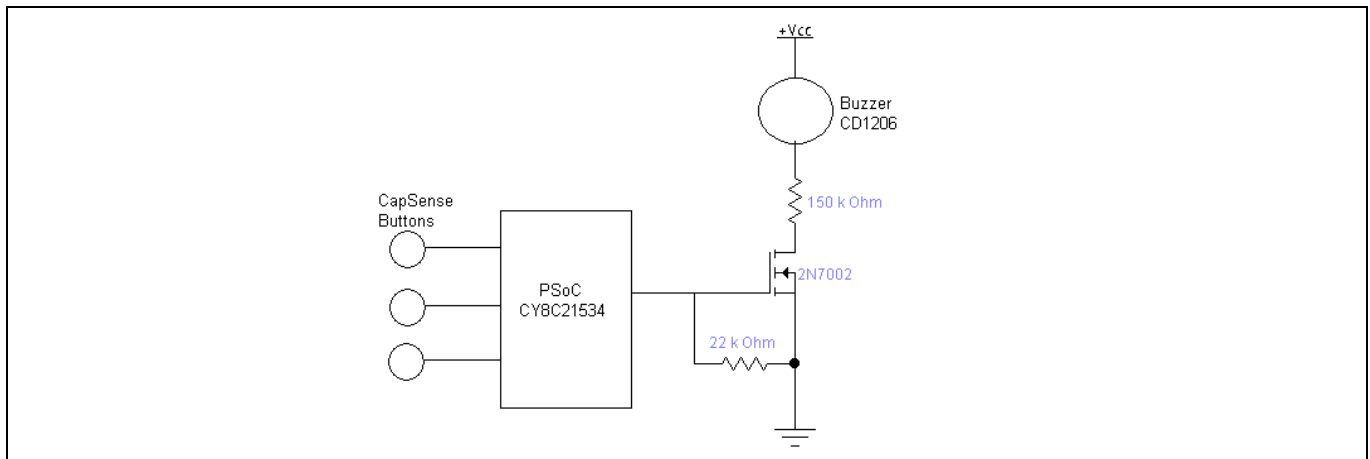 +Vcc
Buzzer
CD1206
150 k Ohm
CapSense
Buttons
2N7002
PSoC
CY8C21534
22 k Ohm